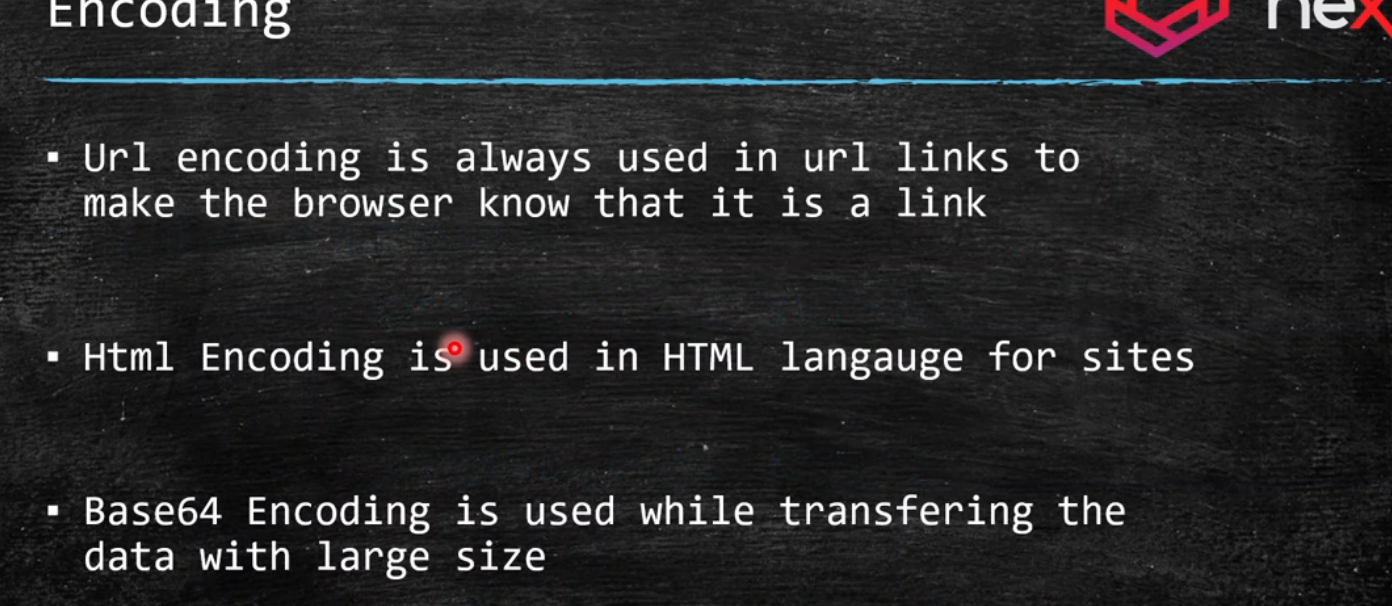 Encoding
nex
▪ Url encoding is always used in url links to
make the browser know that it is a link
▪ Html Encoding is used in HTML langauge for sites
▪ Base64 Encoding is used while transfering the
data with large size